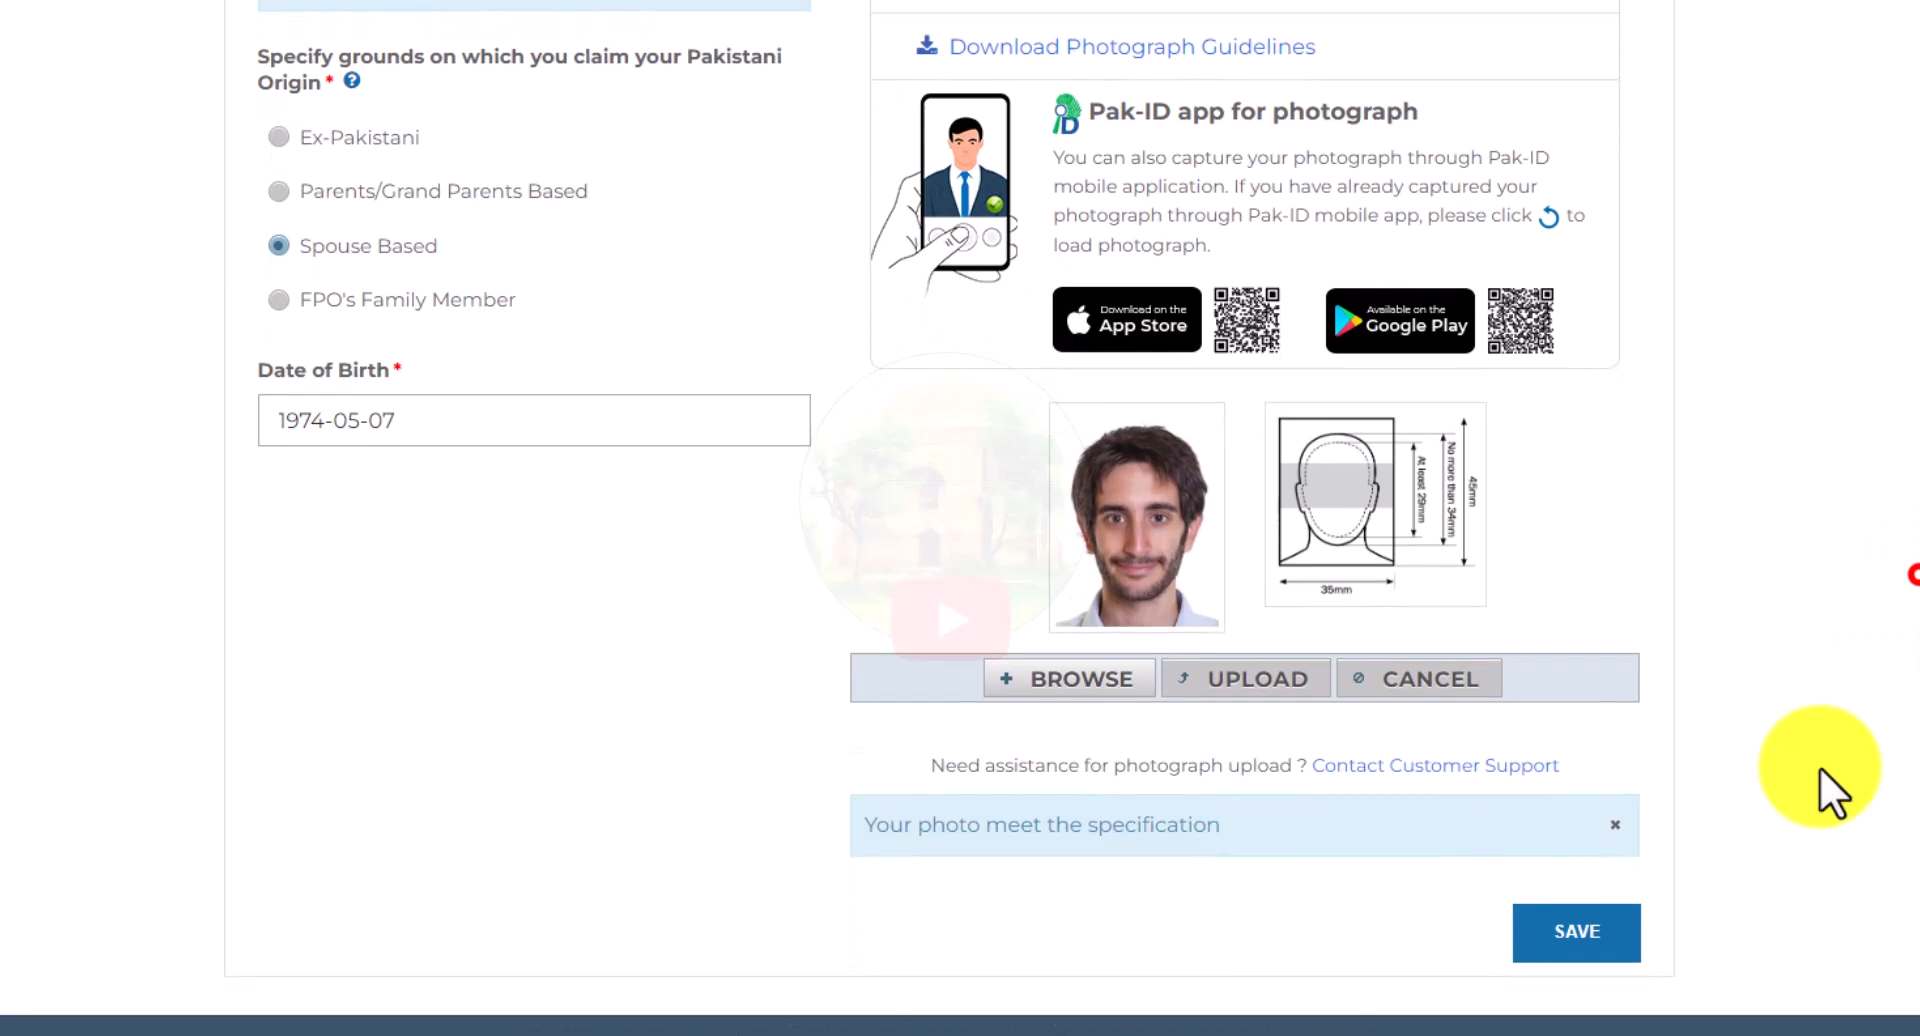 Specify grounds on which you claim your Pakistani
Origin *
Ex-Pakistani
Parents/Grand Parents Based
Spouse Based
FPO's Family Member
Date of Birth *
1974-05-07
Download Photograph Guidelines
Pak-ID app for photograph
You can also capture your photograph through Pak-ID
mobile application. If you have already captured your
photograph through Pak-ID mobile app, please click to
load photograph.
Download on the
App Store
Available on the
Google Play
At least 29mm
No more than 34mm
45mm
35mm
BROWSE
UPLOAD
CANCEL
Need assistance for photograph upload ? Contact Customer Support
Your photo meet the specification
SAVE